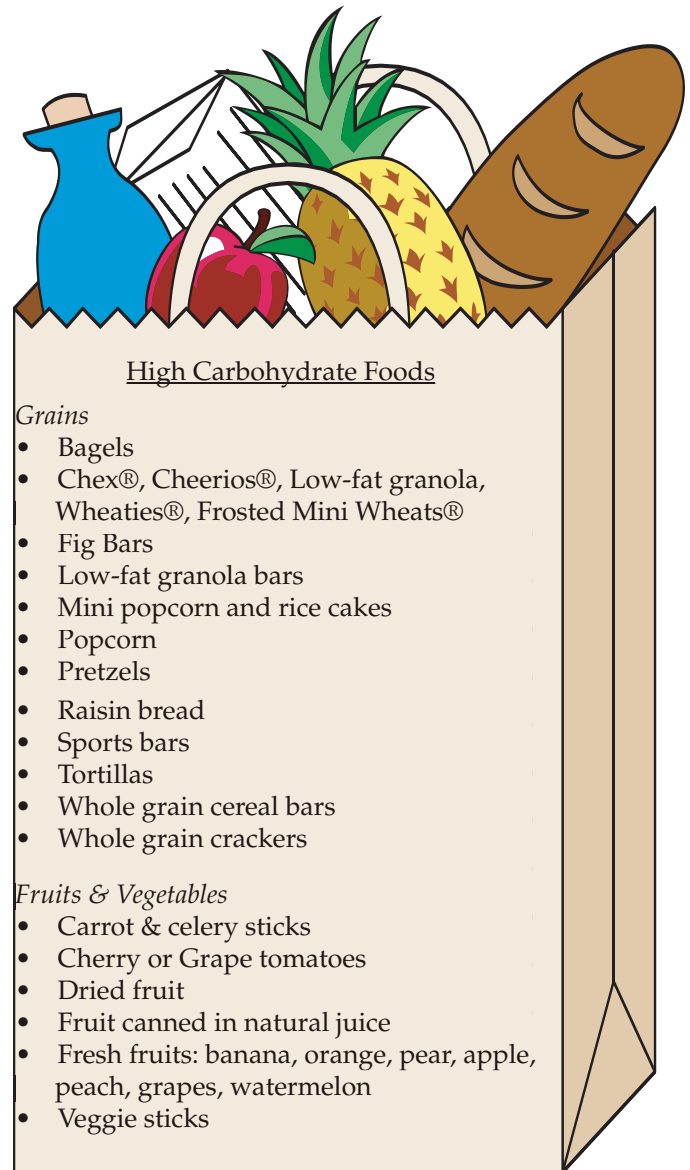 High Carbohydrate Foods
Grains
• Bagels
• Chex®, Cheerios®, Low-fat granola,
Wheaties®, Frosted Mini Wheats®
• Fig Bars
• Low-fat granola bars
• Mini popcorn and rice cakes
• Popcorn
• Pretzels
• Raisin bread
• Sports bars
• Tortillas
• Whole grain cereal bars
• Whole grain crackers
Fruits & Vegetables
• Carrot & celery sticks
• Cherry or Grape tomatoes
• Dried fruit
• Fruit canned in natural juice
• Fresh fruits: banana, orange, pear, apple,
peach, grapes, watermelon
• Veggie sticks